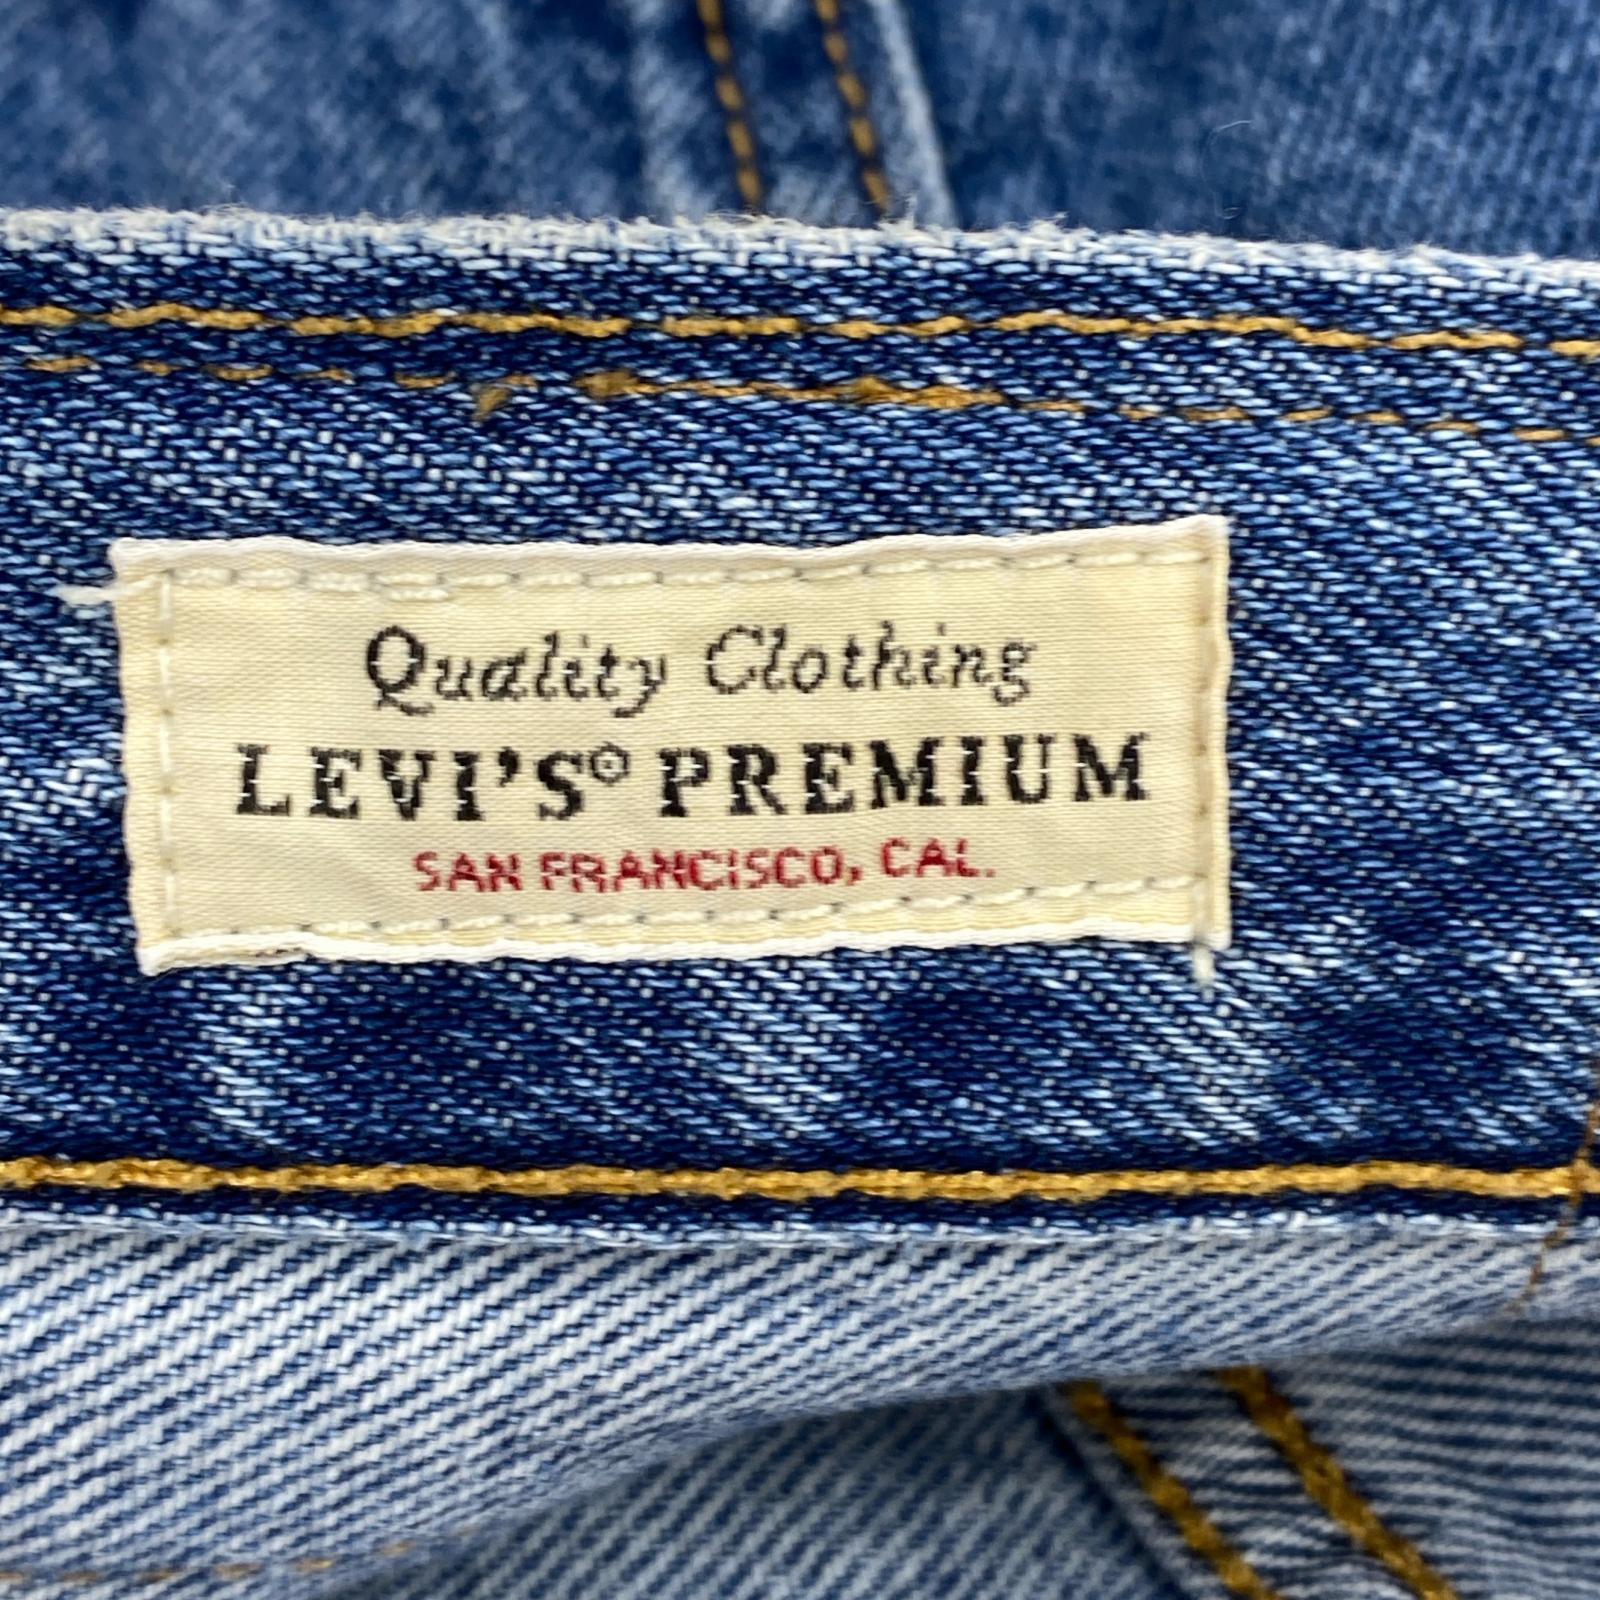 Quality Clothing
LEVI'S® PREMIUM
SAN FRANCISCO, CAL.